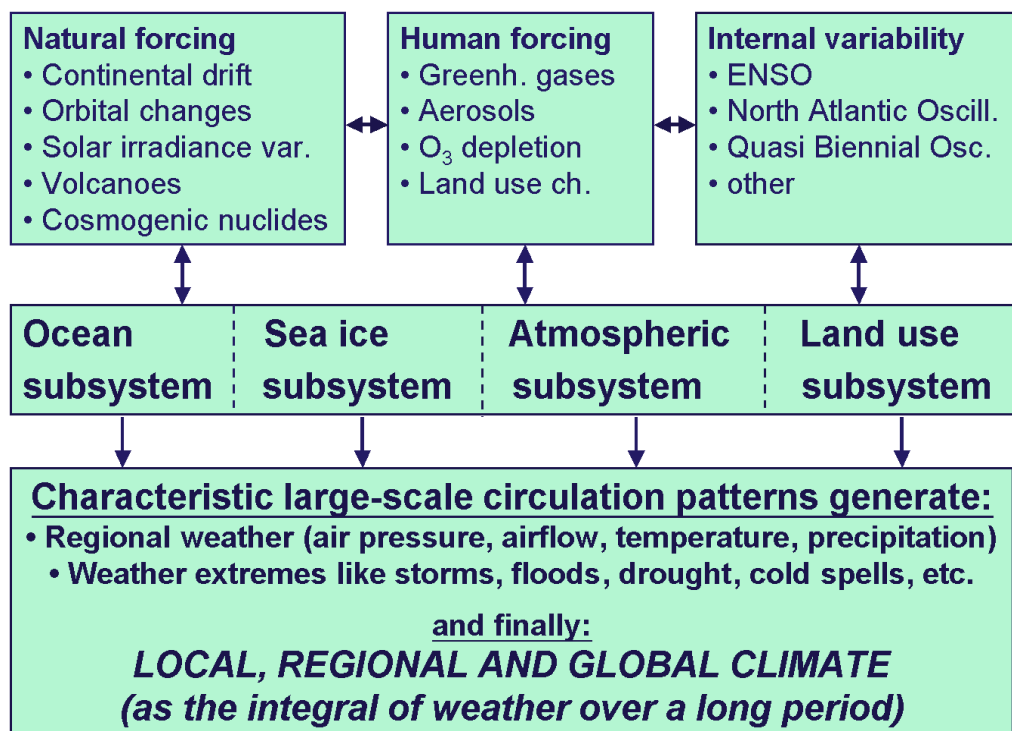 Natural forcing
• Continental drift
• Orbital changes
• Solar irradiance var.
• Volcanoes
• Cosmogenic nuclides
Human forcing
• Greenh. gases
• Aerosols
• O₃ depletion
• Land use ch.
Internal variability
• ENSO
• North Atlantic Oscill.
• Quasi Biennial Osc.
• other
Ocean
subsystem
Sea ice
subsystem
Atmospheric
subsystem
Land use
subsystem
Characteristic large-scale circulation patterns generate:
• Regional weather (air pressure, airflow, temperature, precipitation)
• Weather extremes like storms, floods, drought, cold spells, etc.
and finally:
LOCAL, REGIONAL AND GLOBAL CLIMATE
(as the integral of weather over a long period)